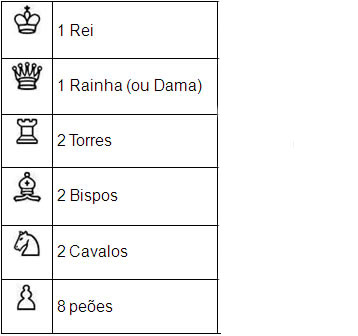 1 Rei
1 Rainha (ou Dama)
2 Torres
2 Bispos
2 Cavalos
8 peões